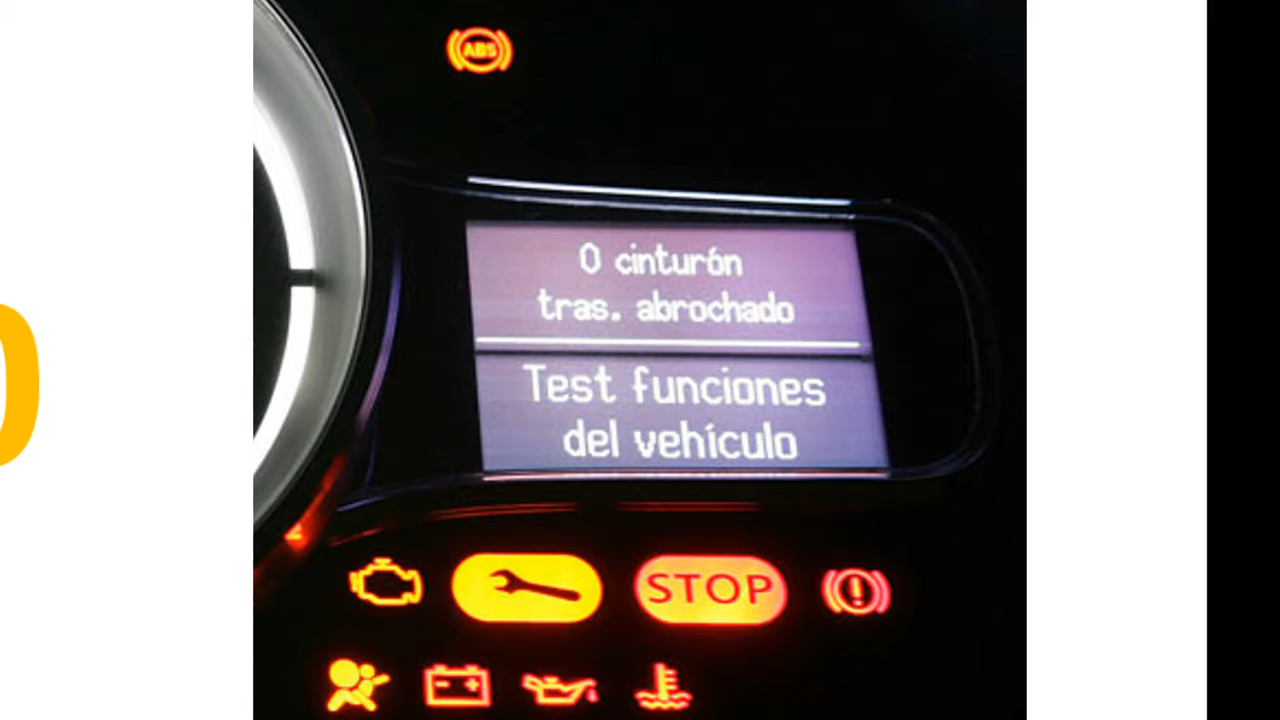 ABS
0 cinturón
tras. abrochado
Test funciones
del vehículo
STOP